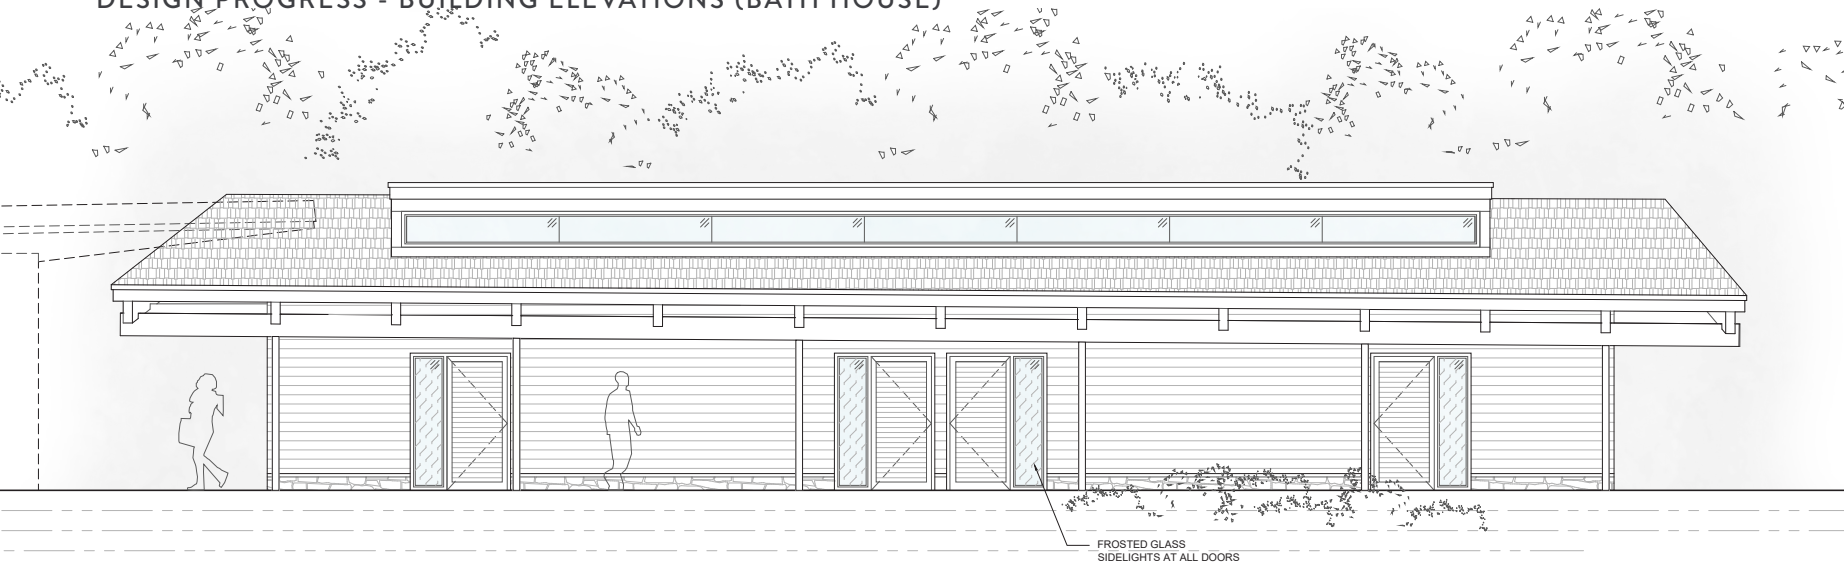 DESIGN PROGRESS - BUILDING ELEVATIONS (BATH HOUSE)
FROSTED GLASS
SIDELIGHTS AT ALL DOORS